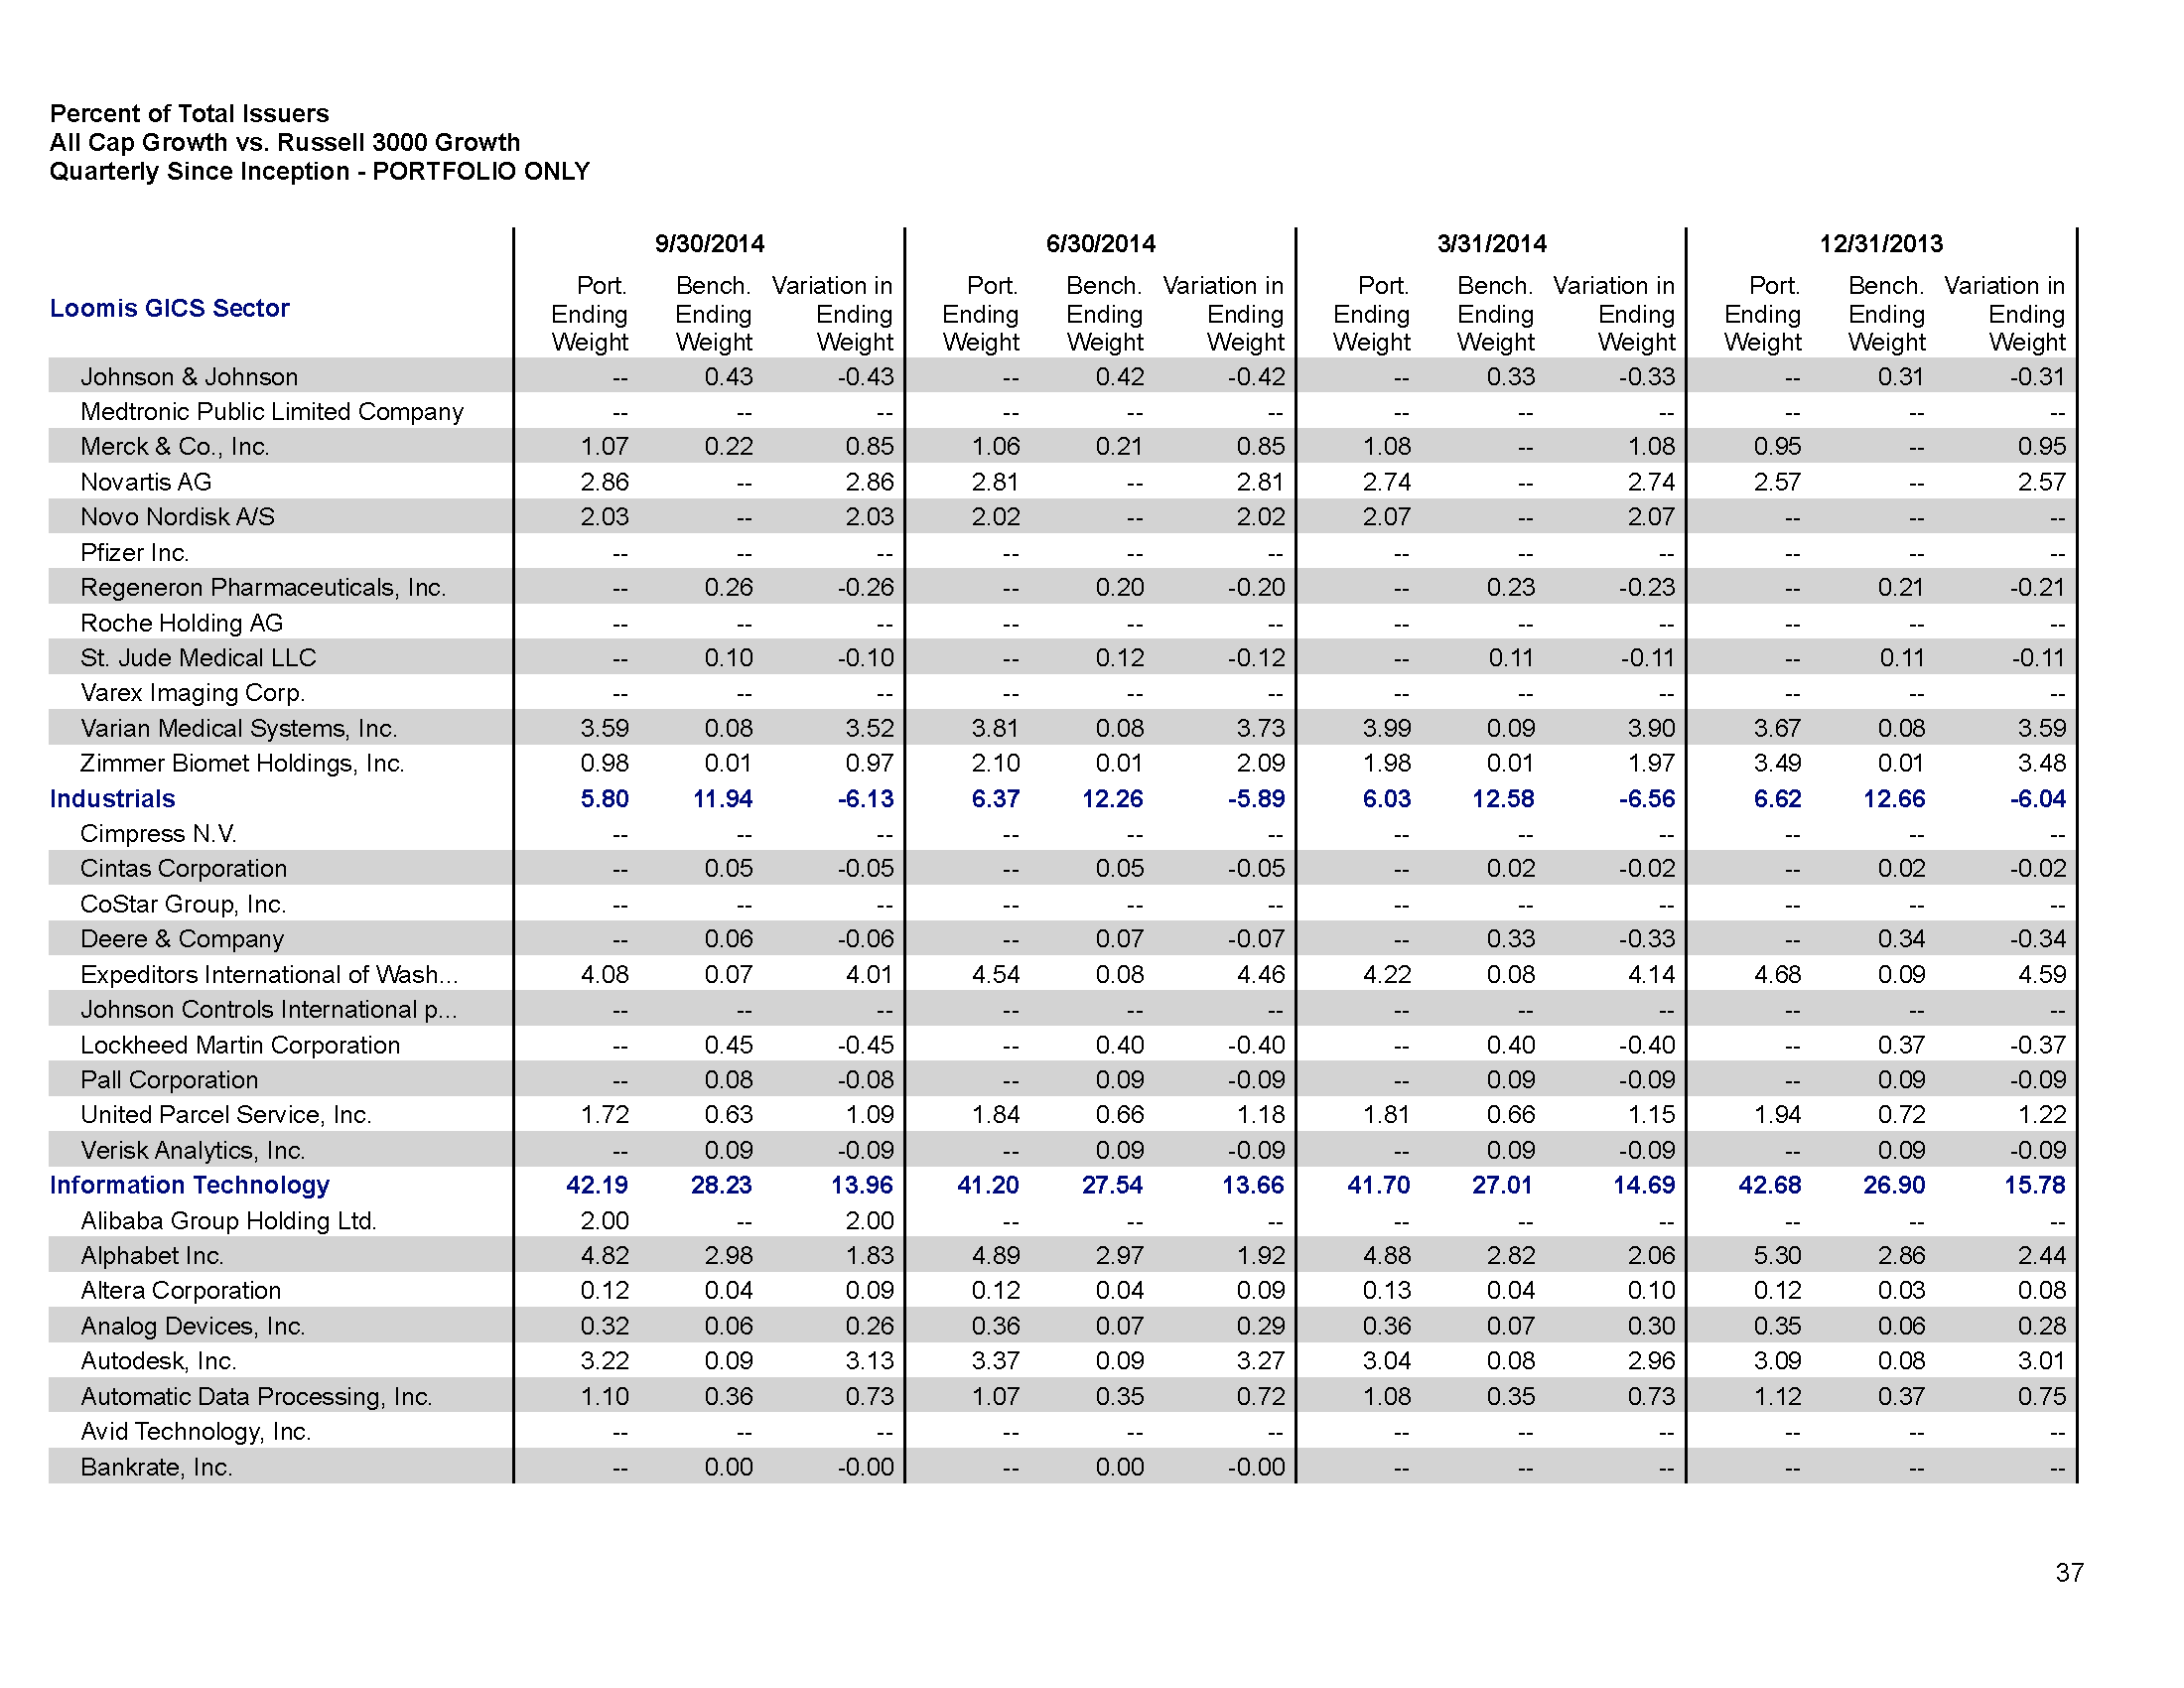 Percent of Total Issuers
All Cap Growth vs. Russell 3000 Growth
Quarterly Since Inception - PORTFOLIO ONLY
9/30/2014 6/30/2014 3/31/2014 12/31/2013
Port. Bench. Variation in Port. Bench. Variation in Port. Bench. Variation in Port. Bench. Variation in
Loomis GICS Sector Ending Ending Ending Ending Ending Ending Ending Ending Ending Ending Ending Ending
Weight Weight Weight Weight Weight Weight Weight Weight Weight Weight Weight Weight
Johnson & Johnson -- 0.43 -0.43 -- 0.42 -0.42 -- 0.33 -0.33 -- 0.31 -0.31
Medtronic Public Limited Company -- -- -- -- -- -- -- -- -- -- -- --
Merck & Co., Inc. 1.07 0.22 0.85 1.06 0.21 0.85 1.08 -- 1.08 0.95 -- 0.95
Novartis AG 2.86 -- 2.86 2.81 -- 2.81 2.74 -- 2.74 2.57 -- 2.57
Novo Nordisk A/S 2.03 -- 2.03 2.02 -- 2.02 2.07 -- 2.07 -- -- --
Pfizer Inc. -- -- -- -- -- -- -- -- -- -- -- --
Regeneron Pharmaceuticals, Inc. -- 0.26 -0.26 -- 0.20 -0.20 -- 0.23 -0.23 -- 0.21 -0.21
Roche Holding AG -- -- -- -- -- -- -- -- -- -- -- --
St. Jude Medical LLC -- 0.10 -0.10 -- 0.12 -0.12 -- 0.11 -0.11 -- 0.11 -0.11
Varex Imaging Corp. -- -- -- -- -- -- -- -- -- -- -- --
Varian Medical Systems, Inc. 3.59 0.08 3.52 3.81 0.08 3.73 3.99 0.09 3.90 3.67 0.08 3.59
Zimmer Biomet Holdings, Inc. 0.98 0.01 0.97 2.10 0.01 2.09 1.98 0.01 1.97 3.49 0.01 3.48
Industrials 5.80 11.94 -6.13 6.37 12.26 -5.89 6.03 12.58 -6.56 6.62 12.66 -6.04
Cimpress N.V. -- -- -- -- -- -- -- -- -- -- -- --
Cintas Corporation -- 0.05 -0.05 -- 0.05 -0.05 -- 0.02 -0.02 -- 0.02 -0.02
CoStar Group, Inc. -- -- -- -- -- -- -- -- -- -- -- --
Deere & Company -- 0.06 -0.06 -- 0.07 -0.07 -- 0.33 -0.33 -- 0.34 -0.34
Expeditors International of Wash... 4.08 0.07 4.01 4.54 0.08 4.46 4.22 0.08 4.14 4.68 0.09 4.59
Johnson Controls International p... -- -- -- -- -- -- -- -- -- -- -- --
Lockheed Martin Corporation -- 0.45 -0.45 -- 0.40 -0.40 -- 0.40 -0.40 -- 0.37 -0.37
Pall Corporation -- 0.08 -0.08 -- 0.09 -0.09 -- 0.09 -0.09 -- 0.09 -0.09
United Parcel Service, Inc. 1.72 0.63 1.09 1.84 0.66 1.18 1.81 0.66 1.15 1.94 0.72 1.22
Verisk Analytics, Inc. -- 0.09 -0.09 -- 0.09 -0.09 -- 0.09 -0.09 -- 0.09 -0.09
Information Technology 42.19 28.23 13.96 41.20 27.54 13.66 41.70 27.01 14.69 42.68 26.90 15.78
Alibaba Group Holding Ltd. 2.00 -- 2.00 -- -- -- -- -- -- -- -- --
Alphabet Inc. 4.82 2.98 1.83 4.89 2.97 1.92 4.88 2.82 2.06 5.30 2.86 2.44
Altera Corporation 0.12 0.04 0.09 0.12 0.04 0.09 0.13 0.04 0.10 0.12 0.03 0.08
Analog Devices, Inc. 0.32 0.06 0.26 0.36 0.07 0.29 0.36 0.07 0.30 0.35 0.06 0.28
Autodesk, Inc. 3.22 0.09 3.13 3.37 0.09 3.27 3.04 0.08 2.96 3.09 0.08 3.01
Automatic Data Processing, Inc. 1.10 0.36 0.73 1.07 0.35 0.72 1.08 0.35 0.73 1.12 0.37 0.75
Avid Technology, Inc. -- -- -- -- -- -- -- -- -- -- -- --
Bankrate, Inc. -- 0.00 -0.00 -- 0.00 -0.00 -- -- -- -- -- --
37